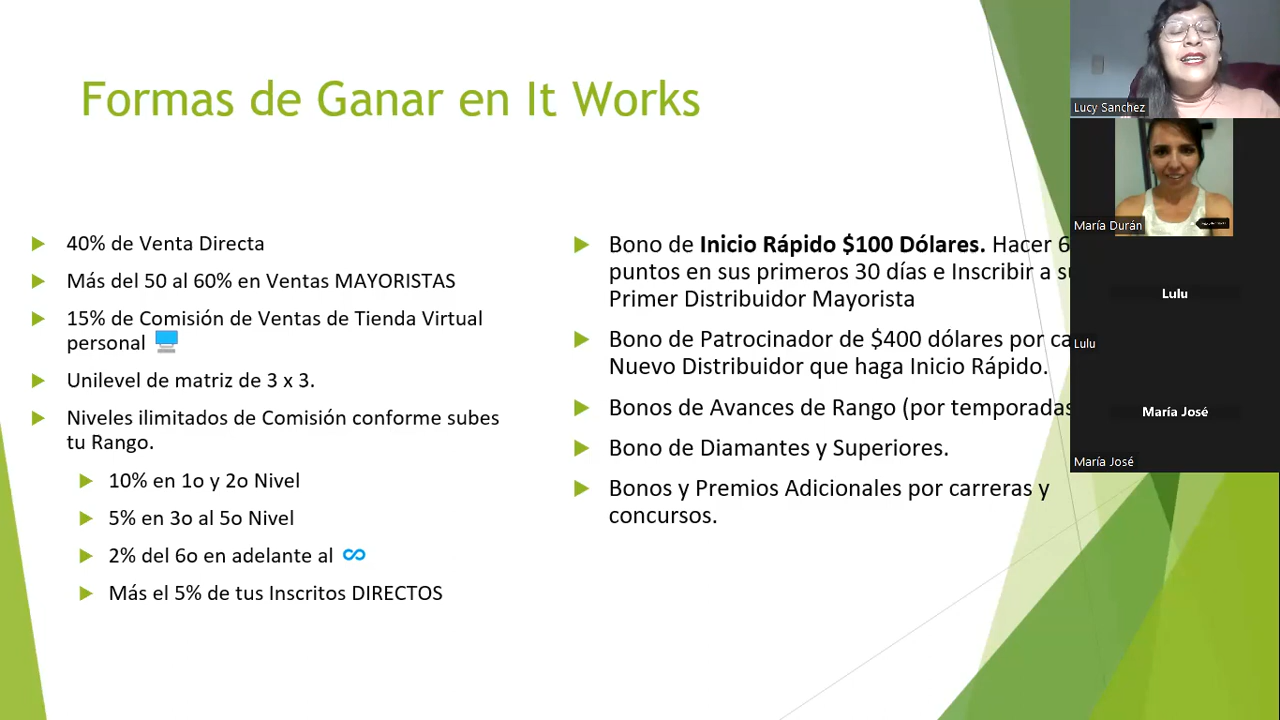 Formas de Ganar en It Works
40% de Venta Directa
Más del 50 al 60% en Ventas MAYORISTAS
15% de Comisión de Ventas de Tienda Virtual
personal
Unilevel de matriz de 3 x 3.
Niveles ilimitados de Comisión conforme subes
tu Rango.
10% en 1o y 2o Nivel
5% en 3o al 5o Nivel
2% del 6o en adelante al ∞
Más el 5% de tus Inscritos DIRECTOS
Bono de Inicio Rápido $100 Dólares. Hacer
puntos en sus primeros 30 días e Inscribir a
Primer Distribuidor Mayorista
Bono de Patrocinador de $400 dólares por
Nuevo Distribuidor que haga Inicio Rápido.
Bonos de Avances de Rango (por temporadas
Bono de Diamantes y Superiores.
Bonos y Premios Adicionales por carreras y
concursos.
Lucy Sanchez
María Durán
Lulu
Lulu
María José
María José